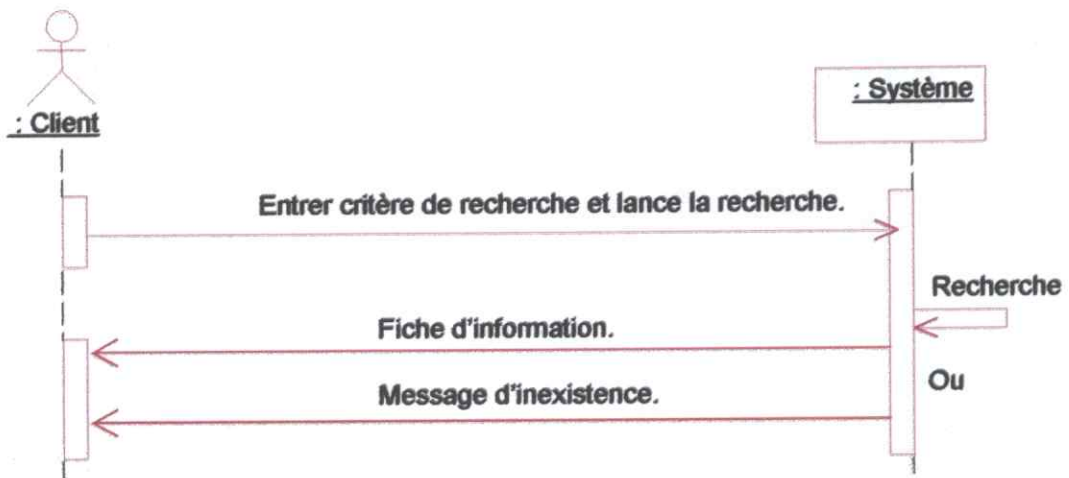 : Client
: Système
Entrer critère de recherche et lance la recherche.
Recherche
Fiche d'information.
Ou
Message d'inexistence.